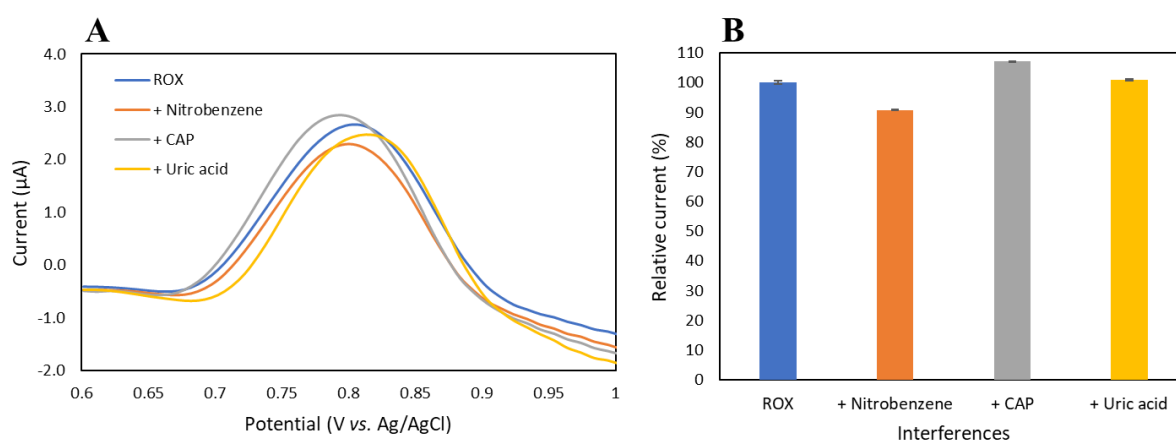 A
4.0
3.0
2.0
1.0
0.0
-1.0
-2.0
Current (µA)
ROX
+ Nitrobenzene
+ CAP
+ Uric acid
0.6 0.65 0.7 0.75 0.8 0.85 0.9 0.95 1
Potential (V vs. Ag/AgCl)
B
110
100
90
80
70
60
50
40
30
20
10
0
Relative current (%)
ROX + Nitrobenzene + CAP + Uric acid
Interferences